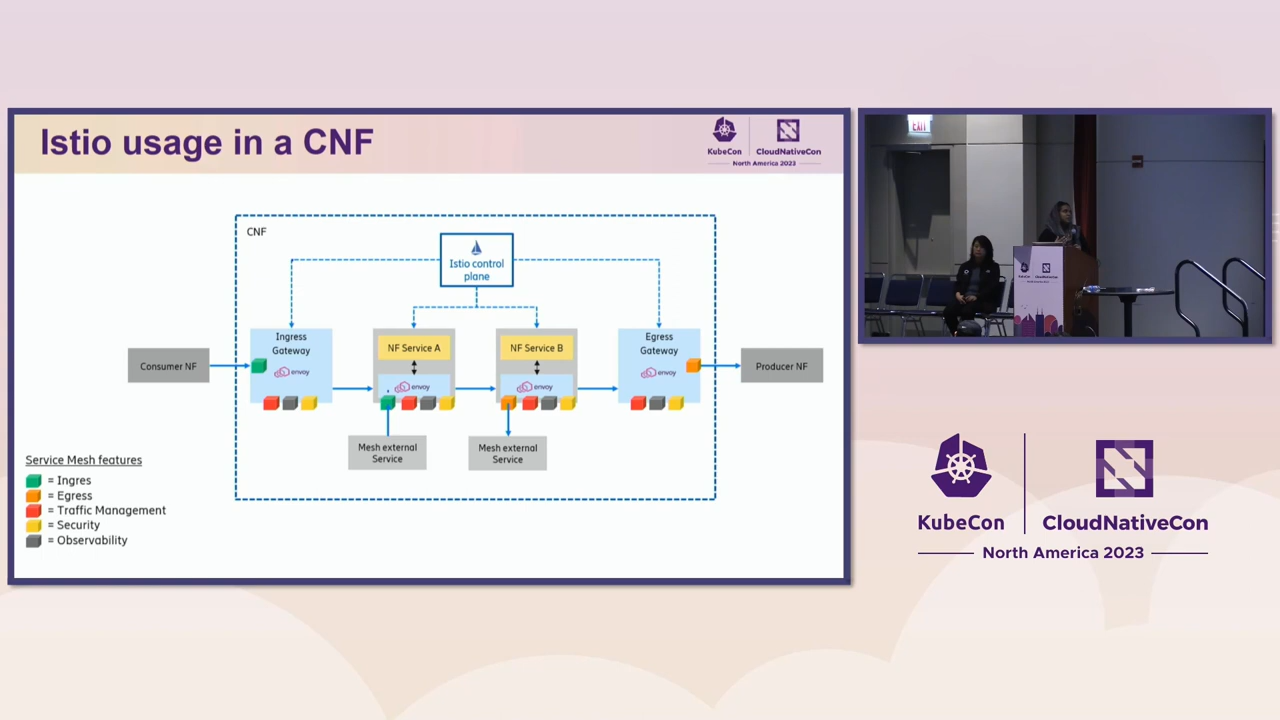 Istio usage in a CNF
KubeCon
CloudNativeCon
North America 2023
CNF
Istio control
plane
Ingress
Gateway
envoy
NF Service A
envoy
NF Service B
envoy
Egress
Gateway
envoy
Consumer NF
Producer NF
Mesh external
Service
Mesh external
Service
Service Mesh features
= Ingres
= Egress
= Traffic Management
= Security
= Observability
EXIT
KubeCon
CloudNativeCon
North America 2023